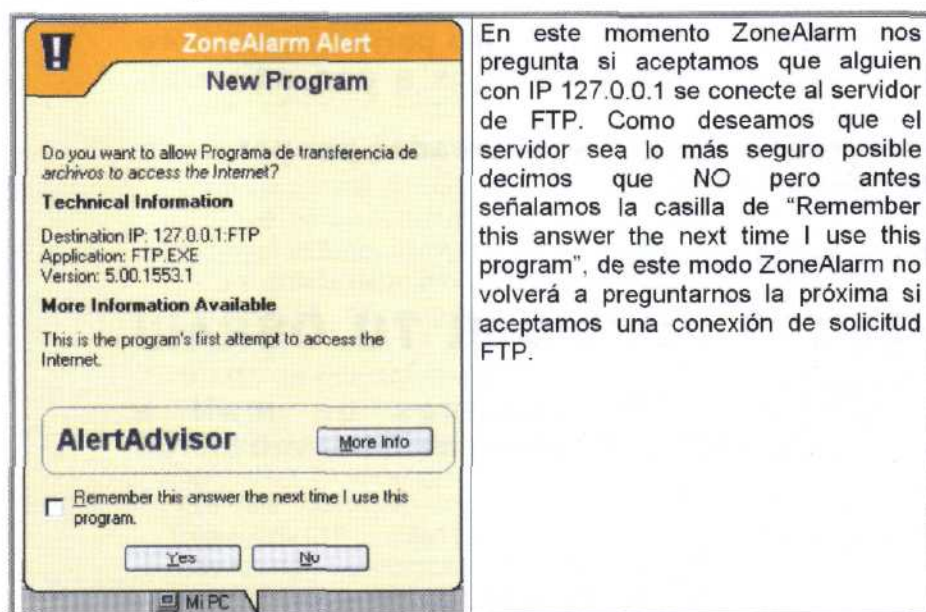 ZoneAlarm Alert
New Program
Do you want to allow Programa de transferencia de
archivos to access the Internet?
Technical Information
Destination IP: 127.0.0.1:FTP
Application: FTP.EXE
Version: 5.00.1553.1
More Information Available
This is the program's first attempt to access the
Internet.
AlertAdvisor
More Info
Remember this answer the next time I use this
program.
Yes
No
Mi PC
En este momento ZoneAlarm nos
pregunta si aceptamos que alguien
con IP 127.0.0.1 se conecte al servidor
de FTP. Como deseamos que el
servidor sea lo más seguro posible
decimos que NO pero antes
señalamos la casilla de “Remember
this answer the next time I use this
program”, de este modo ZoneAlarm no
volverá a preguntarnos la próxima si
aceptamos una conexión de solicitud
FTP.